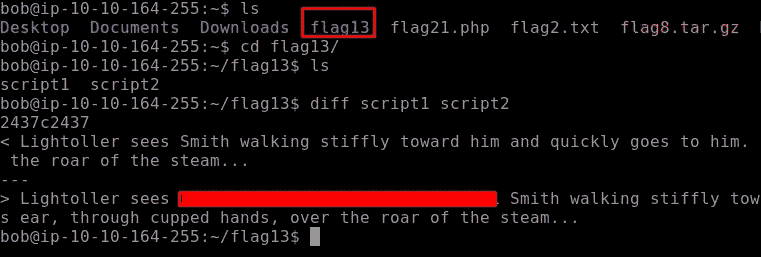 bob@ip-10-10-164-255:~$ ls
Desktop Documents Downloads flag13 flag21.php flag2.txt flag8.tar.gz
bob@ip-10-10-164-255:~$ cd flag13/
bob@ip-10-10-164-255:~/flag13$ ls
script1 script2
bob@ip-10-10-164-255:~/flag13$ diff script1 script2
2437c2437
< Lightoller sees Smith walking stiffly toward him and quickly goes to him.
the roar of the steam...
---
> Lightoller sees Smith walking stiffly tow
s ear, through cupped hands, over the roar of the steam...
bob@ip-10-10-164-255:~/flag13$